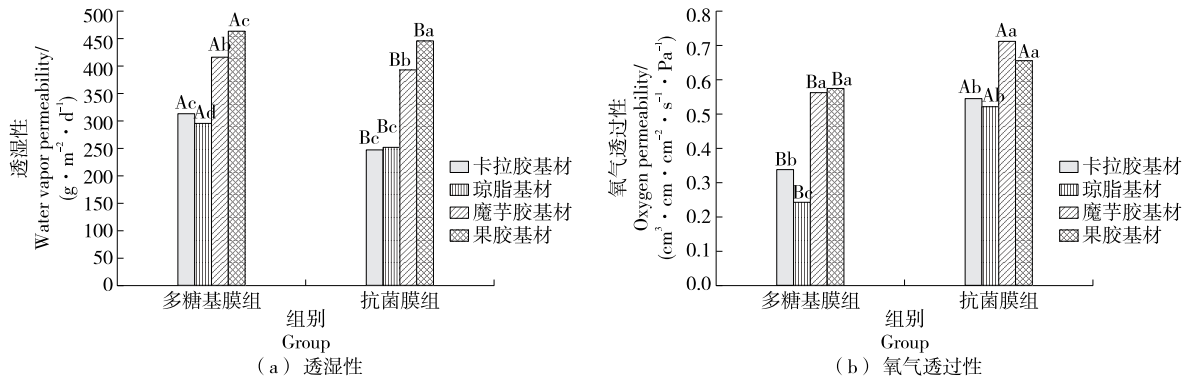 透湿性
Water vapor permeability/
(g·m⁻²·d⁻¹)
500
450
400
350
300
250
200
150
100
50
0
Ac
Ad
Ab
Ac
Bc
Bc
Bb
Ba
卡拉胶基材
琼脂基材
魔芋胶基材
果胶基材
多糖基膜组
抗菌膜组
组别
Group
(a) 透湿性
氧气透过性
Oxygen permeability/
(cm³·cm·cm⁻²·s⁻¹·Pa⁻¹)
0.8
0.7
0.6
0.5
0.4
0.3
0.2
0.1
0.0
Bb
Bc
Ba
Ba
Ab
Ab
Aa
Aa
卡拉胶基材
琼脂基材
魔芋胶基材
果胶基材
多糖基膜组
抗菌膜组
组别
Group
(b) 氧气透过性